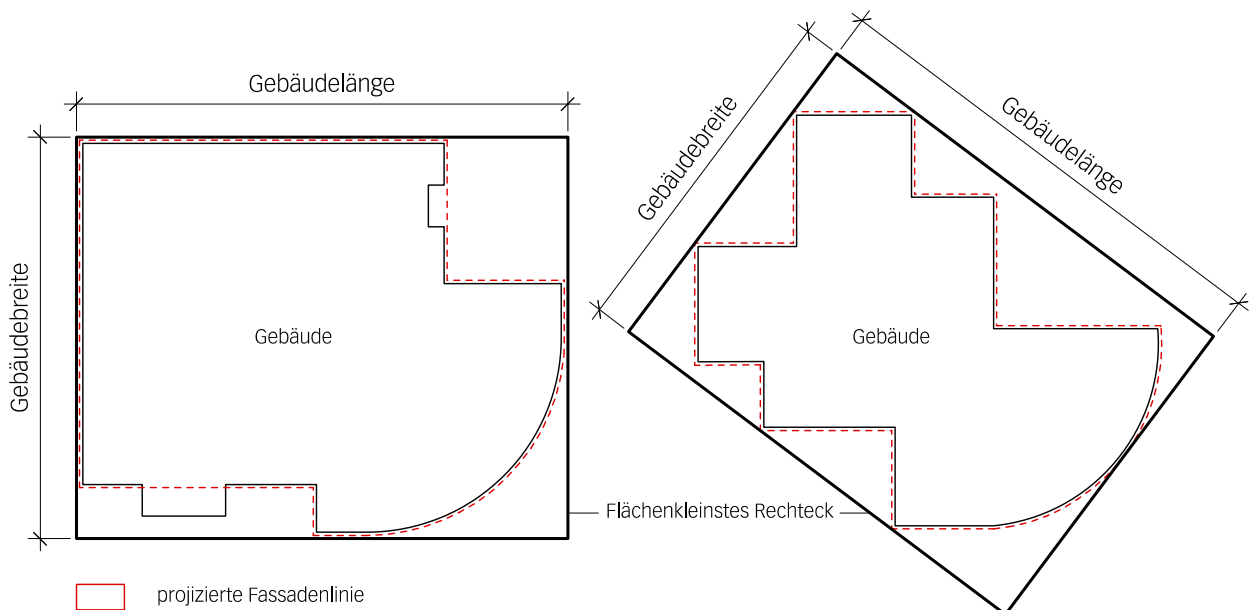 Gebäudelänge
Gebäudebreite
Gebäude
Gebäudebreite
Gebäudelänge
Gebäude
Flächenkleinstes Rechteck
projizierte Fassadenlinie